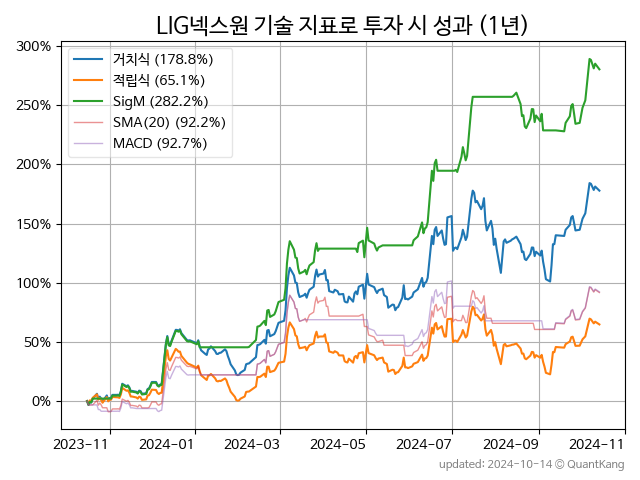 LIG넥스원 기술 지표로 투자 시 성과 (1년)
300%
250%
200%
150%
100%
50%
0%
거치식 (178.8%)
적립식 (65.1%)
SigM (282.2%)
SMA(20) (92.2%)
MACD (92.7%)
2023-11
2024-01
2024-03
2024-05
2024-07
2024-09
2024-11
updated: 2024-10-14 © QuantKang